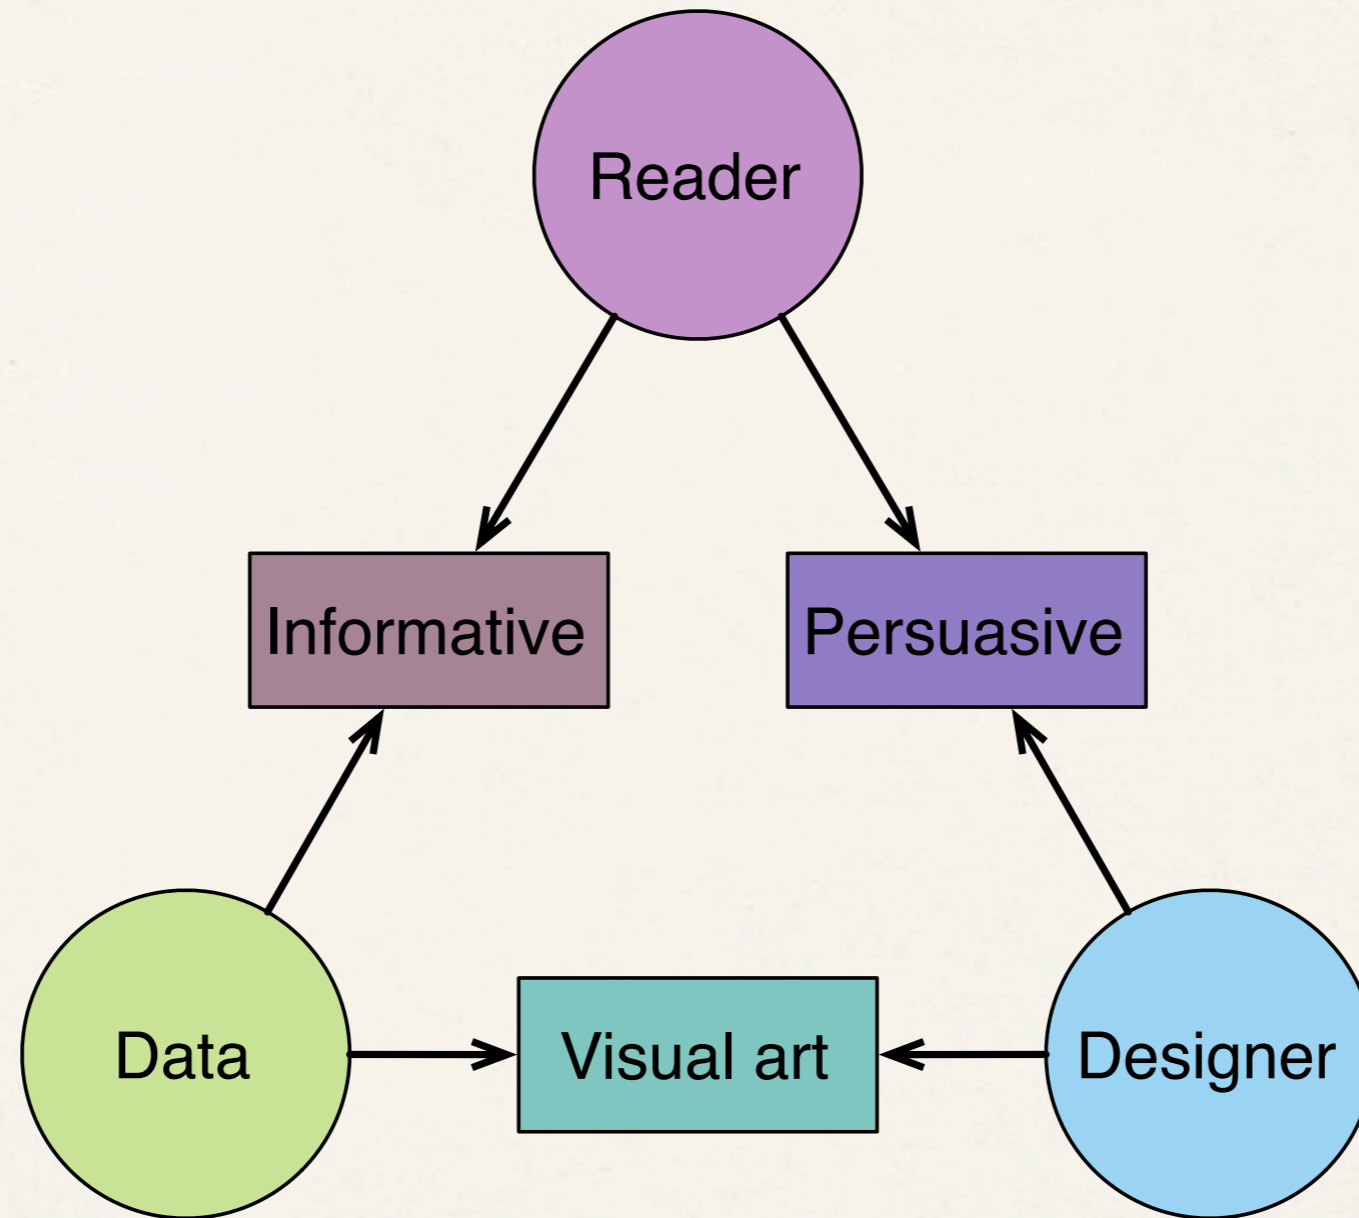 Reader
Informative
Persuasive
Data
Visual art
Designer